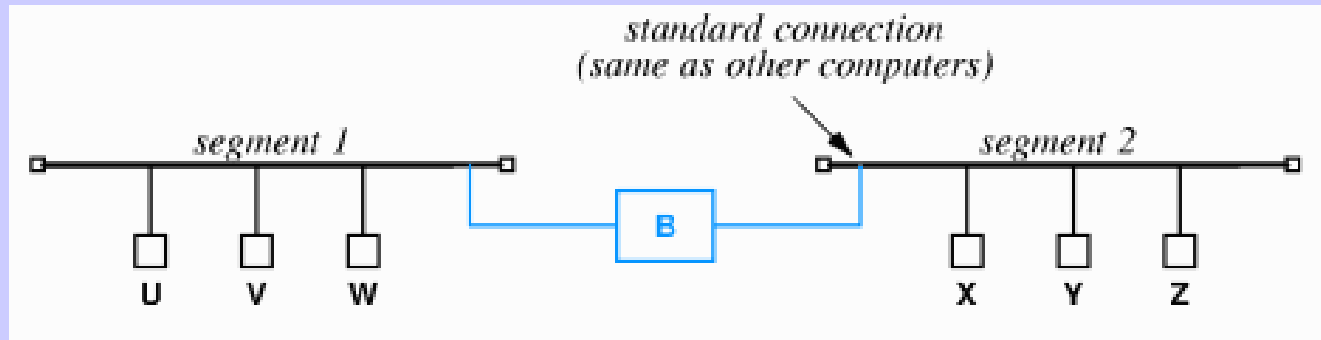 standard connection
(same as other computers)
segment 1
segment 2
B
U
V
W
X
Y
Z